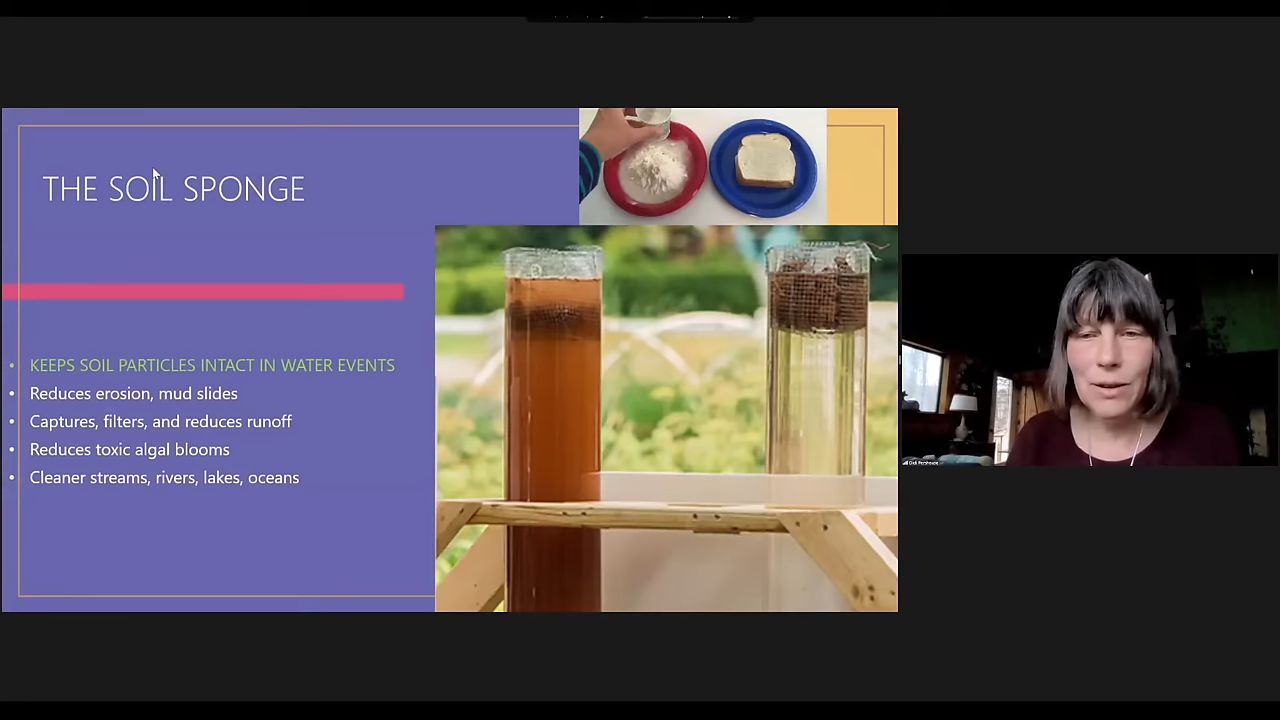 THE SOIL SPONGE
• KEEPS SOIL PARTICLES INTACT IN WATER EVENTS
• Reduces erosion, mud slides
• Captures, filters, and reduces runoff
• Reduces toxic algal blooms
• Cleaner streams, rivers, lakes, oceans